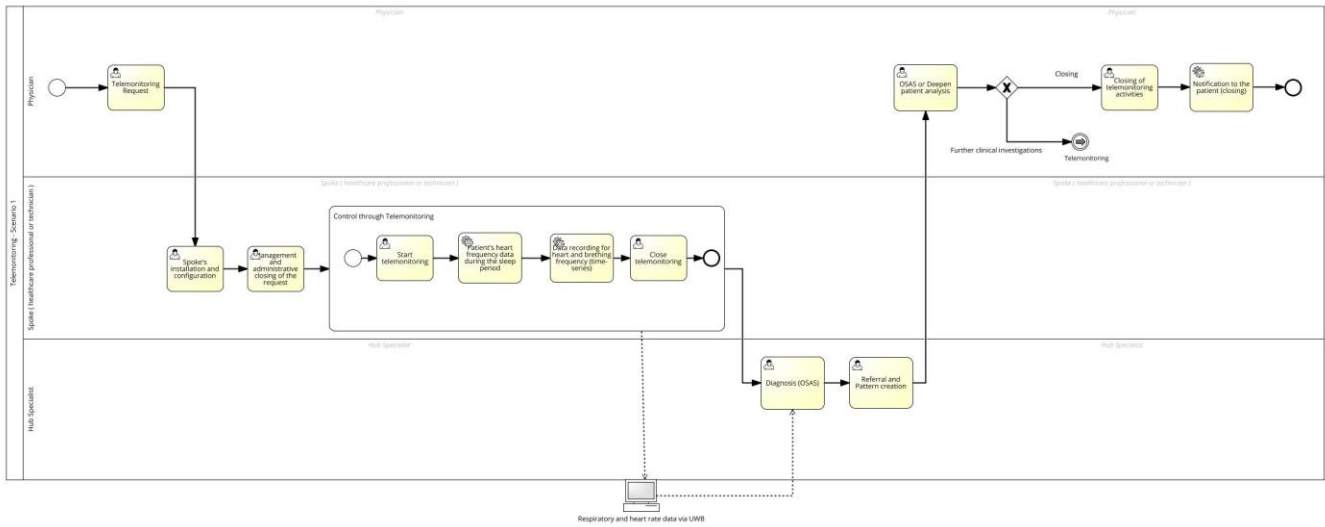 Telemonitoring - Scenario 1
Physician
Physician
Physician
Telemonitoring
Request
OSAS or Deepen
patient analysis
X
Closing
Closing of
telemonitoring
activities
Notification to the
patient (closing)
Further clinical investigations
Telemonitoring
Spoke ( healthcare professional or technician )
Spoke ( healthcare professional or technician )
Spoke ( healthcare professional or technician )
Spoke's
installation and
configuration
Management
and
administrative
closing of the
request
Control through Telemonitoring
Start
telemonitoring
Patient's heart
frequency data
during the sleep
period
Data recording for
heart and brething
frequency (time-
series)
Close
telemonitoring
Hub Specialist
Hub Specialist
Hub Specialist
Diagnosis (OSAS)
Referral and
Pattern creation
Respiratory and heart rate data via UWB